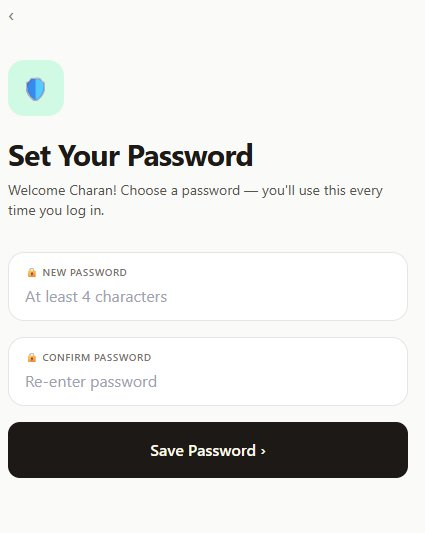 ‹
Set Your Password
Welcome Charan! Choose a password — you'll use this every
time you log in.
🔒 NEW PASSWORD
At least 4 characters
🔒 CONFIRM PASSWORD
Re-enter password
Save Password ›